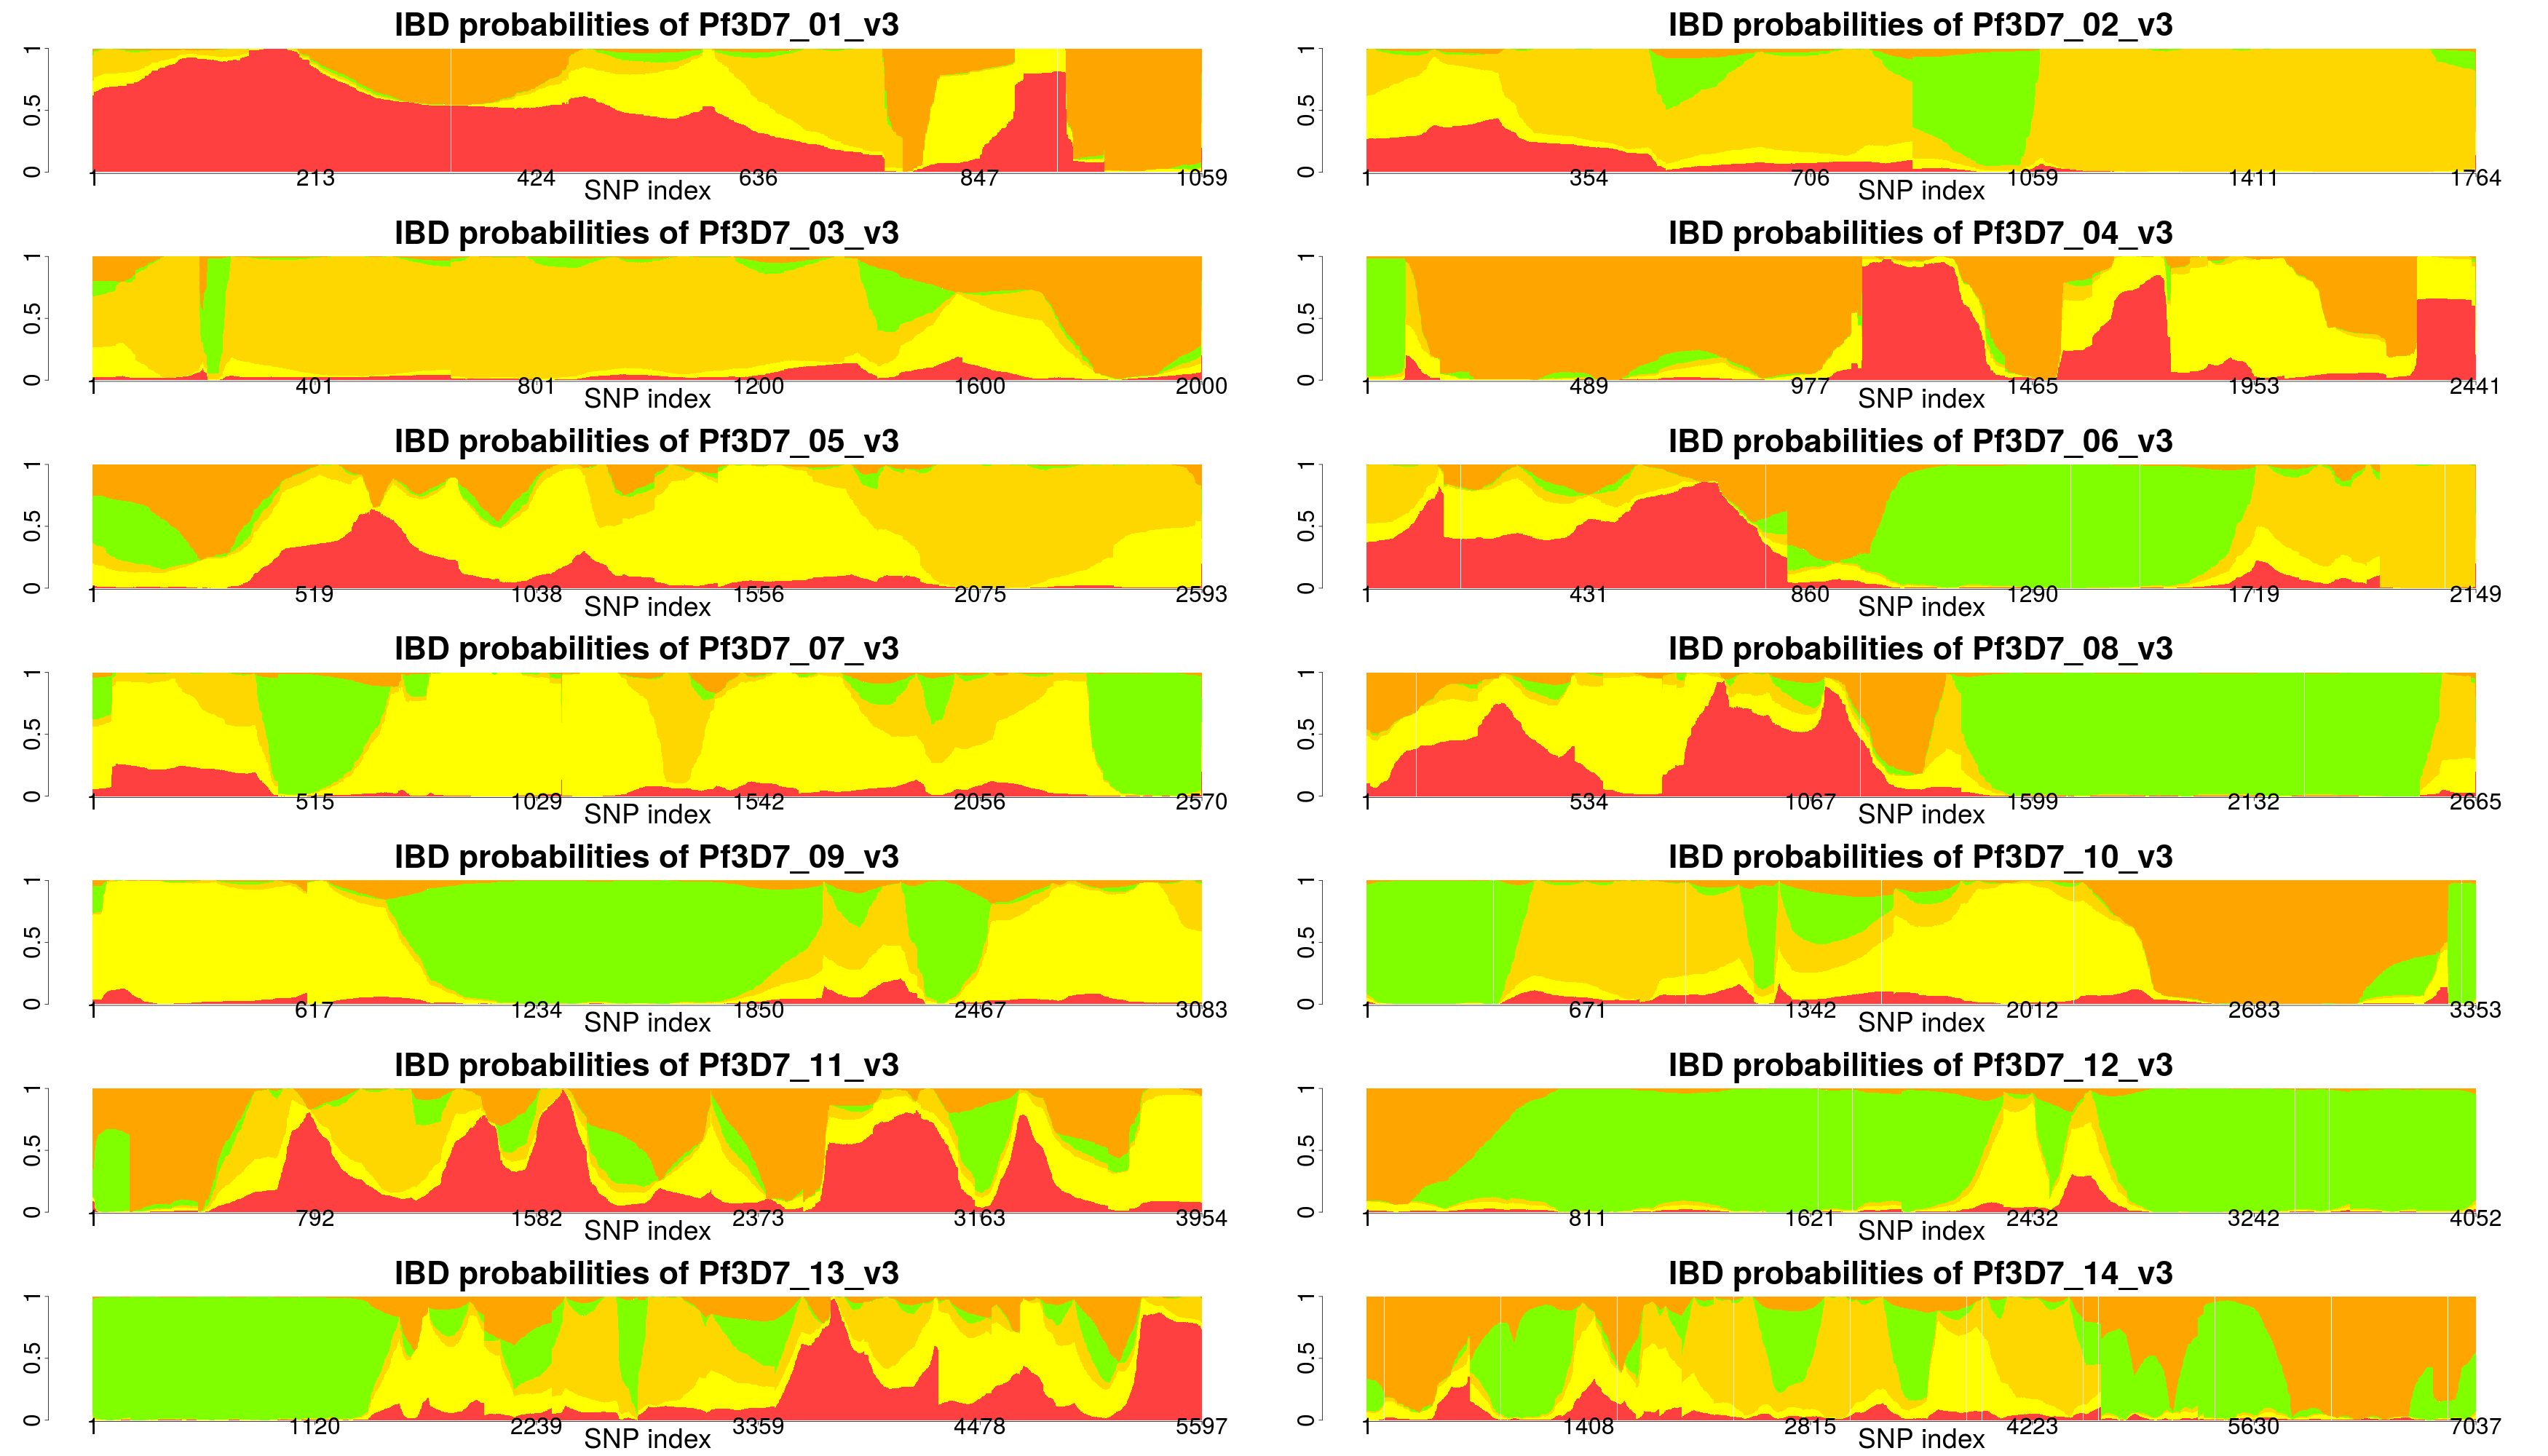 IBD probabilities of Pf3D7_01_v3
0 0.5 1
1 213 424 636 847 1059
SNP index
IBD probabilities of Pf3D7_02_v3
0 0.5 1
1 354 706 1059 1411 1764
SNP index
IBD probabilities of Pf3D7_03_v3
0 0.5 1
1 401 801 1200 1600 2000
SNP index
IBD probabilities of Pf3D7_04_v3
0 0.5 1
1 489 977 1465 1953 2441
SNP index
IBD probabilities of Pf3D7_05_v3
0 0.5 1
1 519 1038 1556 2075 2593
SNP index
IBD probabilities of Pf3D7_06_v3
0 0.5 1
1 431 860 1290 1719 2149
SNP index
IBD probabilities of Pf3D7_07_v3
0 0.5 1
1 515 1029 1542 2056 2570
SNP index
IBD probabilities of Pf3D7_08_v3
0 0.5 1
1 534 1067 1599 2132 2665
SNP index
IBD probabilities of Pf3D7_09_v3
0 0.5 1
1 617 1234 1850 2467 3083
SNP index
IBD probabilities of Pf3D7_10_v3
0 0.5 1
1 671 1342 2012 2683 3353
SNP index
IBD probabilities of Pf3D7_11_v3
0 0.5 1
1 792 1582 2373 3163 3954
SNP index
IBD probabilities of Pf3D7_12_v3
0 0.5 1
1 811 1621 2432 3242 4052
SNP index
IBD probabilities of Pf3D7_13_v3
0 0.5 1
1 1120 2239 3359 4478 5597
SNP index
IBD probabilities of Pf3D7_14_v3
0 0.5 1
1 1408 2815 4223 5630 7037
SNP index